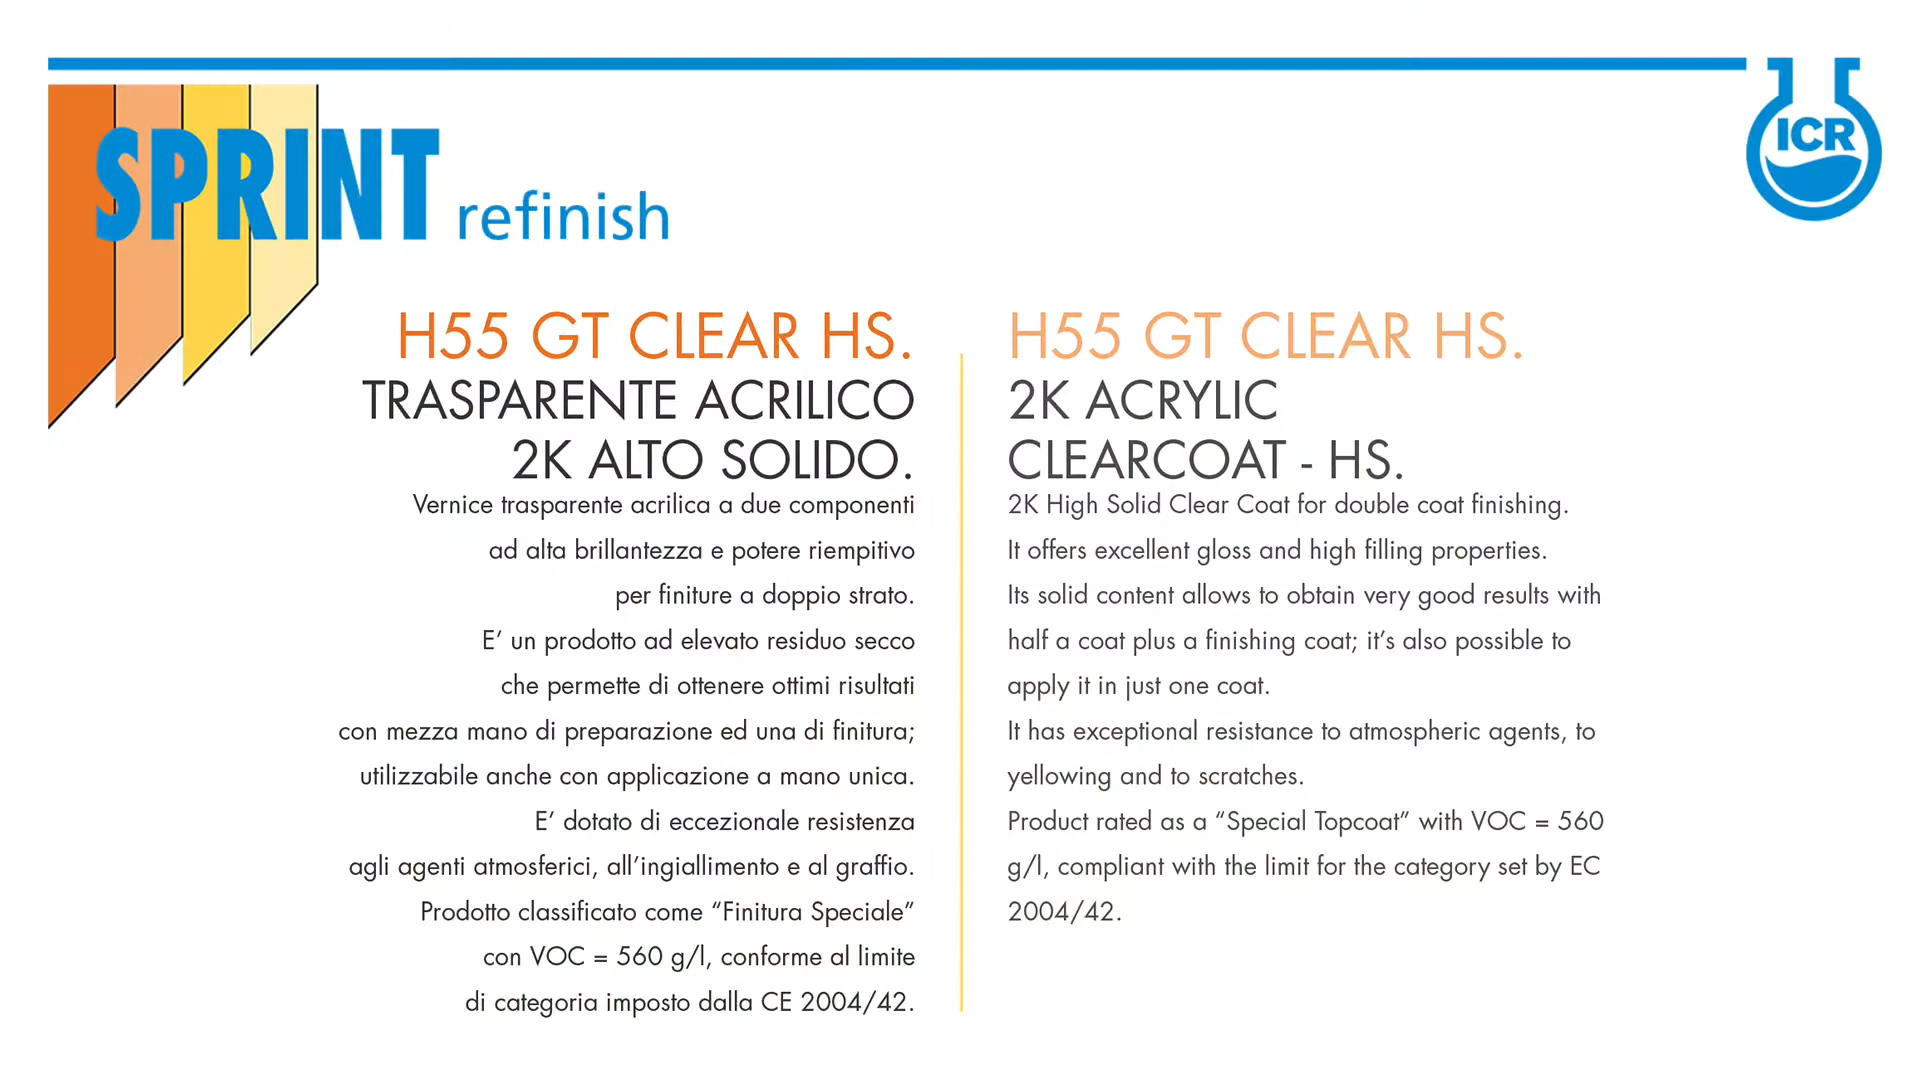 SPRINT refinish
ICR
H55 GT CLEAR HS.
TRASPARENTE ACRILICO
2K ALTO SOLIDO.
Vernice trasparente acrilica a due componenti
ad alta brillantezza e potere riempitivo
per finiture a doppio strato.
E’ un prodotto ad elevato residuo secco
che permette di ottenere ottimi risultati
con mezza mano di preparazione ed una di finitura;
utilizzabile anche con applicazione a mano unica.
E’ dotato di eccezionale resistenza
agli agenti atmosferici, all’ingiallimento e al graffio.
Prodotto classificato come “Finitura Speciale”
con VOC = 560 g/l, conforme al limite
di categoria imposto dalla CE 2004/42.
H55 GT CLEAR HS.
2K ACRYLIC
CLEARCOAT - HS.
2K High Solid Clear Coat for double coat finishing.
It offers excellent gloss and high filling properties.
Its solid content allows to obtain very good results with
half a coat plus a finishing coat; it’s also possible to
apply it in just one coat.
It has exceptional resistance to atmospheric agents, to
yellowing and to scratches.
Product rated as a “Special Topcoat” with VOC = 560
g/l, compliant with the limit for the category set by EC
2004/42.